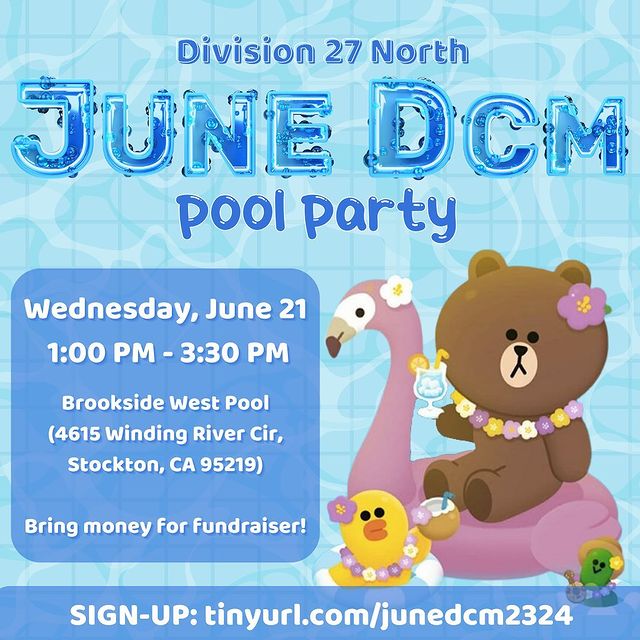 Division 27 North
JUNE DCM
pool party
Wednesday, June 21
1:00 PM - 3:30 PM
Brookside West Pool
(4615 Winding River Cir,
Stockton, CA 95219)
Bring money for fundraiser!
SIGN-UP: tinyurl.com/junedcm2324